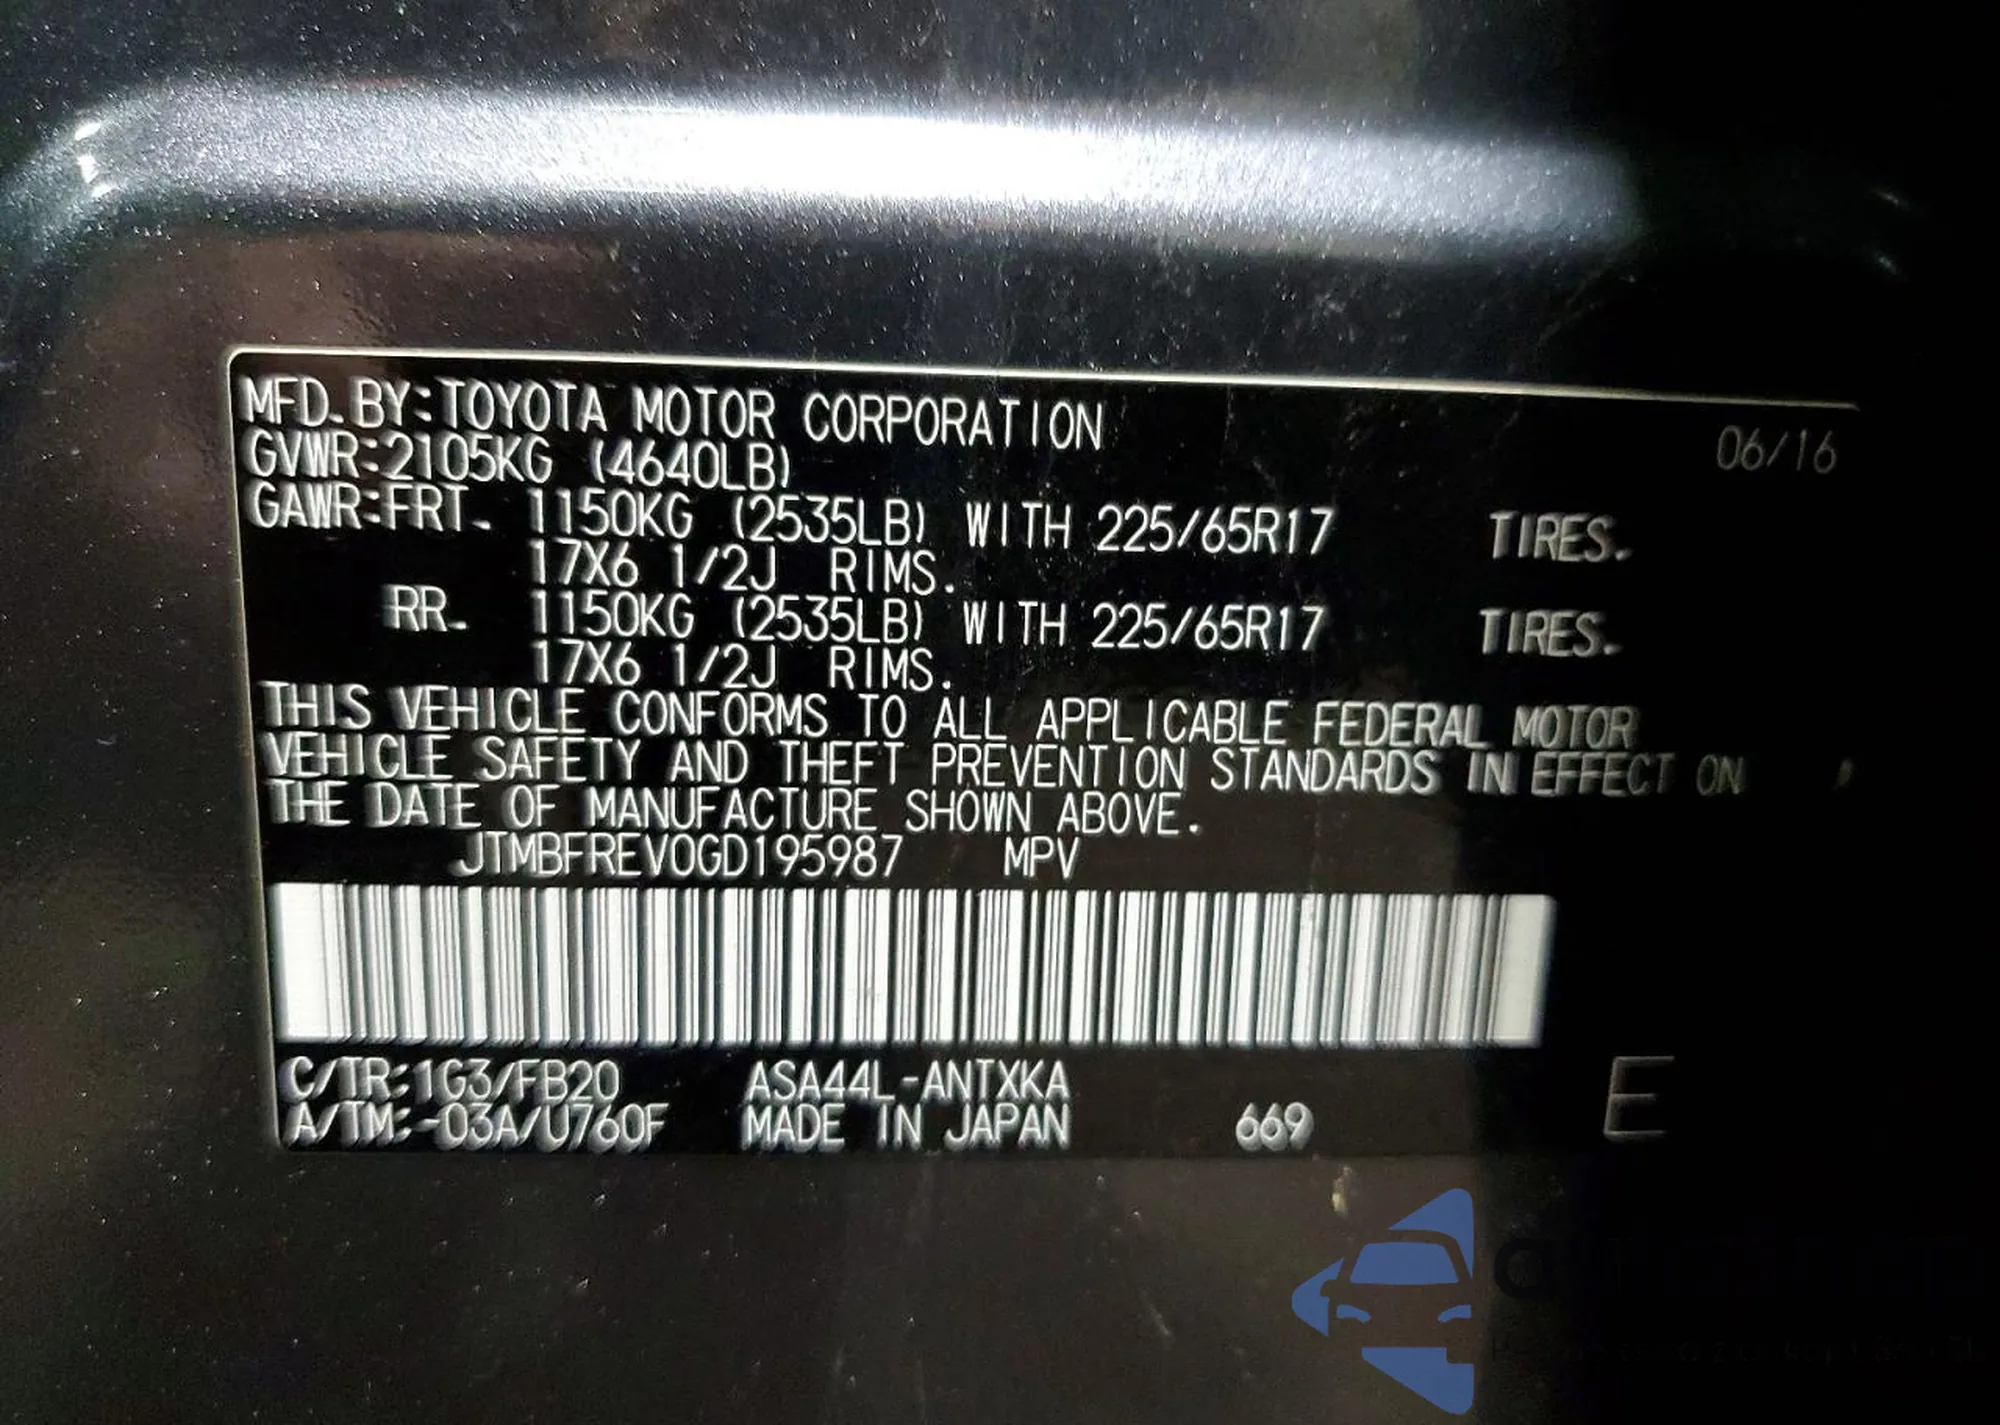 MFD. BY:TOYOTA MOTOR CORPORATION 06/16
GVWR:2105KG (4640LB)
GAWR:FRT. 1150KG (2535LB) WITH 225/65R17 TIRES.
17X6 1/2J RIMS.
RR. 1150KG (2535LB) WITH 225/65R17 TIRES.
17X6 1/2J RIMS.
THIS VEHICLE CONFORMS TO ALL APPLICABLE FEDERAL MOTOR
VEHICLE SAFETY AND THEFT PREVENTION STANDARDS IN EFFECT ON
THE DATE OF MANUFACTURE SHOWN ABOVE.
JTMBFREV0GD195987 MPV
C/TR:1G3/FB20 ASA44L-ANTXKA
A/TM:-03A/U760F MADE IN JAPAN 669 E